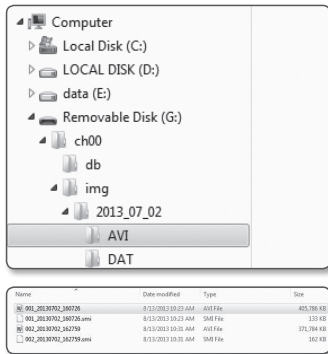 Computer
Local Disk (C:)
LOCAL DISK (D:)
data (E:)
Removable Disk (G:)
ch00
db
img
2013_07_02
AVI
DAT
Name Date modified Type Size
001_20130702_160726 8/13/2013 10:23 AM AVI File 405,786 KB
001_20130702_160726.smi 8/13/2013 10:23 AM SMI File 133 KB
002_20130702_162759 8/13/2013 10:31 AM AVI File 371,784 KB
002_20130702_162759.smi 8/13/2013 10:31 AM SMI File 162 KB